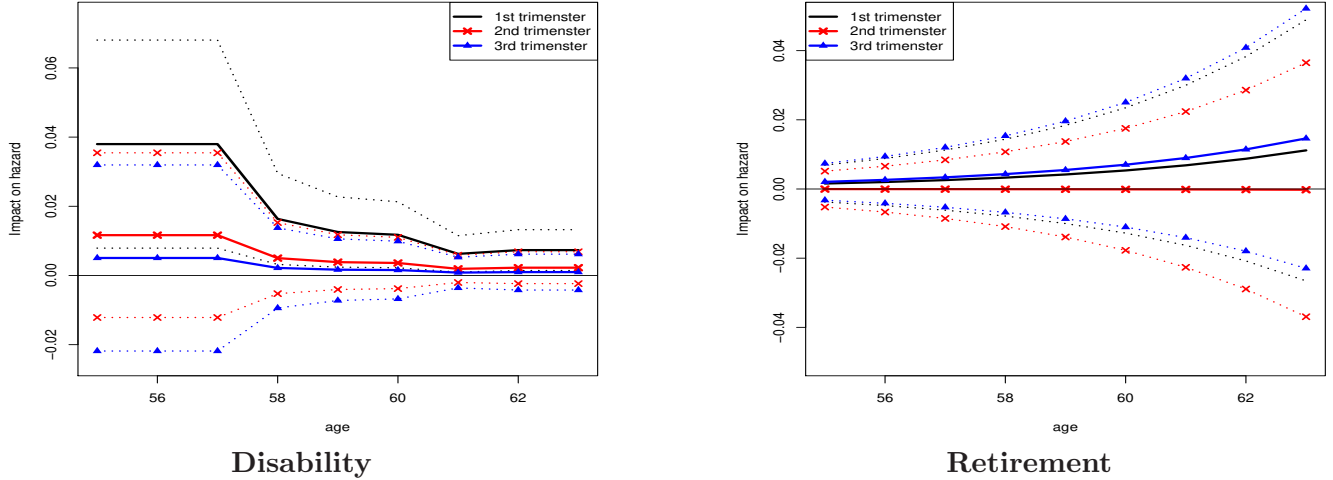 1st trimenster
2nd trimenster
3rd trimenster
Impact on hazard
0.06
0.04
0.02
0.00
−0.02
56
58
60
62
age
Disability
1st trimenster
2nd trimenster
3rd trimenster
Impact on hazard
0.04
0.02
0.00
−0.02
−0.04
56
58
60
62
age
Retirement